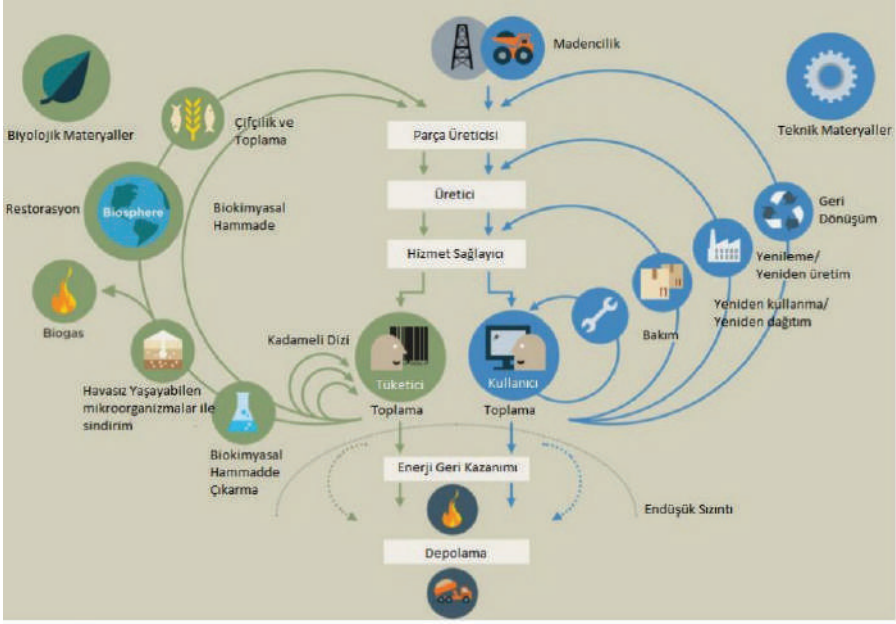 Madencilik
Biyolojik Materyaller
Teknik Materyaller
Çifçilik ve
Toplama
Parça Üreticisi
Üretici
Hizmet Sağlayıcı
Restorasyon
Biosphere
Biokimyasal
Hammade
Geri
Dönüşüm
Yenileme/
Yeniden üretim
Yeniden kullanma/
Yeniden dağıtım
Bakım
Biogas
Kadameli Dizi
Tüketici
Kullanıcı
Toplama
Toplama
Havasız Yaşayabilen
mikroorganizmalar ile
sindirim
Biokimyasal
Hammadde
Çıkarma
Enerji Geri Kazanımı
Endüşük Sızıntı
Depolama